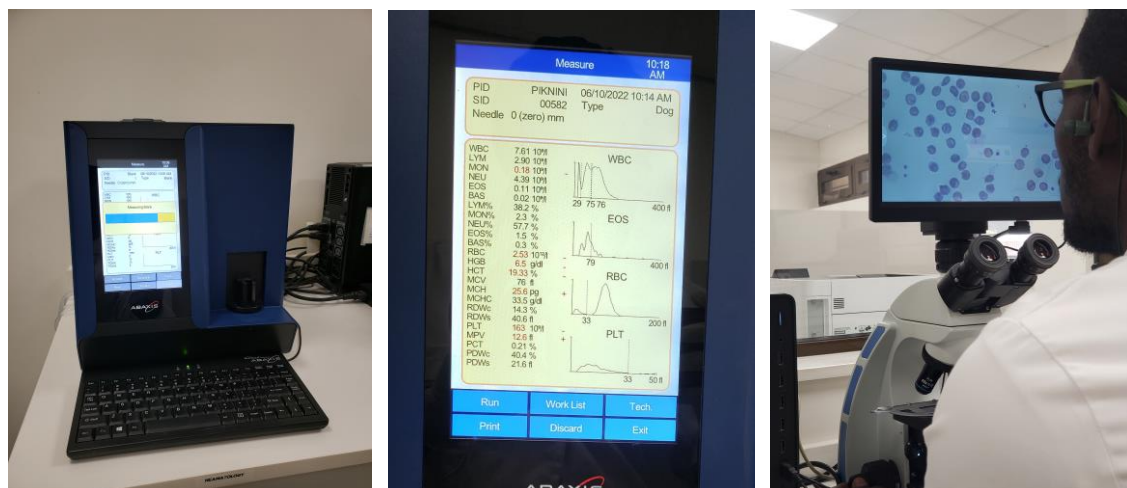 ABAXIS
HEAMATOLOGY
Measure 10:18 AM
PID PIKNINI 06/10/2022 10:14 AM
SID 00582 Type Dog
Needle 0 (zero) mm
WBC 7.61 10⁹/l
LYM 2.90 10⁹/l
MON 0.18 10⁹/l
NEU 4.39 10⁹/l
EOS 0.11 10⁹/l
BAS 0.02 10⁹/l
LYM% 38.2 %
MON% 2.3 %
NEU% 57.7 %
EOS% 1.5 %
BAS% 0.3 %
RBC 2.53 10¹²/l
HGB 6.5 g/dl
HCT 19.33 %
MCV 76 fl
MCH 25.6 pg
MCHC 33.5 g/dl
RDWc 14.3 %
RDWs 40.6 fl
PLT 163 10⁹/l
MPV 12.6 fl
PCT 0.21 %
PDWc 40.4 %
PDWs 21.6 fl
WBC
29 75 76 400 fl
EOS
79 400 fl
RBC
33 200 fl
PLT
33 50 fl
Run Work List Tech.
Print Discard Exit
ABAXIS